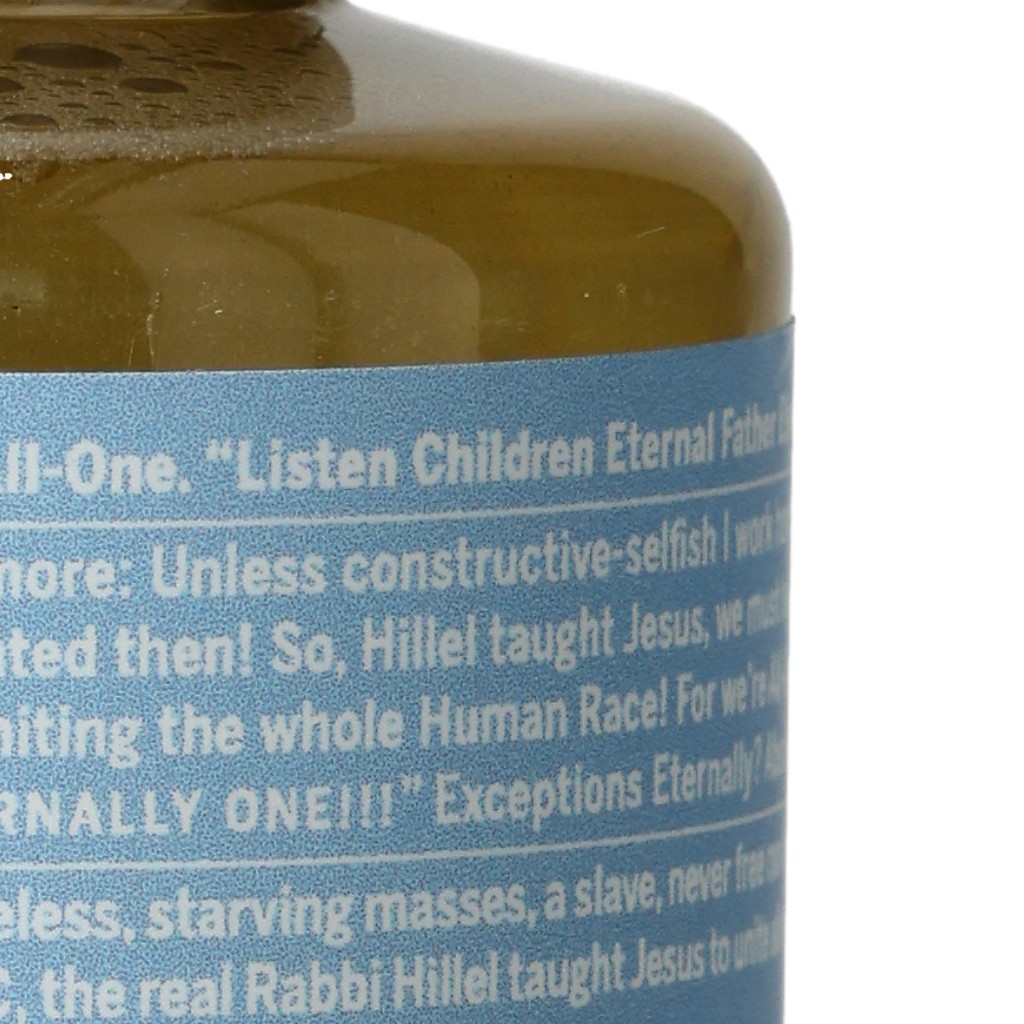 ll-One. “Listen Children Eternal Father
more: Unless constructive-selfish I work
ted then! So, Hillel taught Jesus, we must
niting the whole Human Race! For we're
RNALLY ONE!!!” Exceptions Eternally?
eless, starving masses, a slave, never free
the real Rabbi Hillel taught Jesus to unite